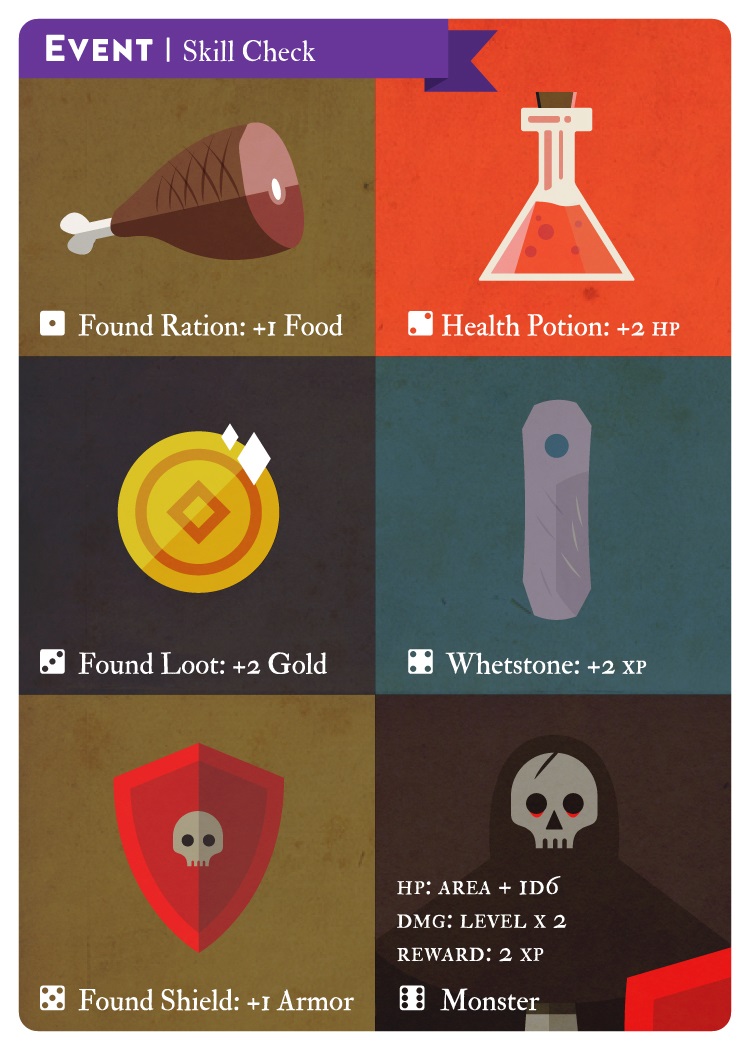 EVENT | Skill Check
Found Ration: +1 Food
Health Potion: +2 HP
Found Loot: +2 Gold
Whetstone: +2 XP
Found Shield: +1 Armor
HP: AREA + 1D6
DMG: LEVEL X 2
REWARD: 2 XP
Monster